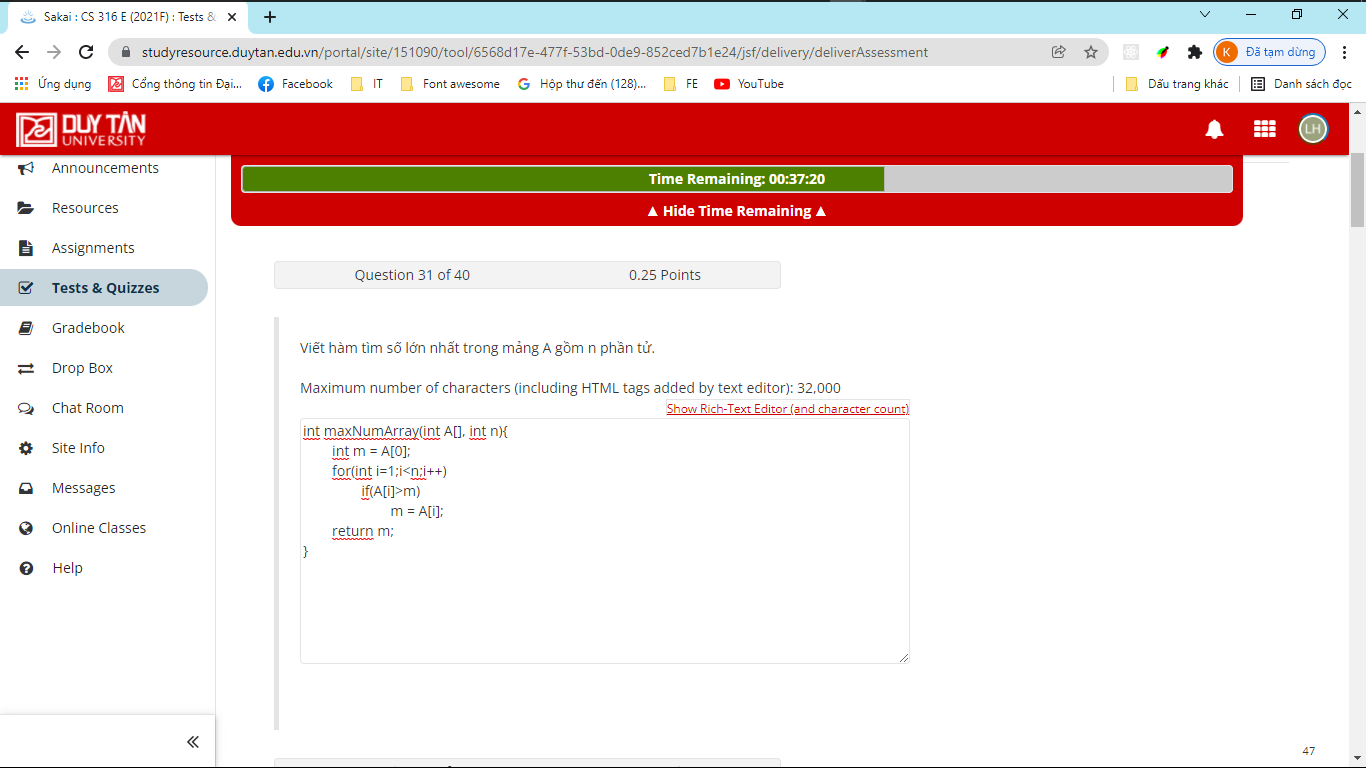 Sakai : CS 316 E (2021F) : Tests &
studyresource.duytan.edu.vn/portal/site/151090/tool/6568d17e-477f-53bd-0de9-852ced7b1e24/jsf/delivery/deliverAssessment
K Đã tạm dừng
Ứng dụng Cổng thông tin Đại... Facebook IT Font awesome Hộp thư đến (128)... FE YouTube Dấu trang khác Danh sách đọc
DUY TÂN
UNIVERSITY
LH
Announcements
Resources
Assignments
Tests & Quizzes
Gradebook
Drop Box
Chat Room
Site Info
Messages
Online Classes
Help
Time Remaining: 00:37:20
▲ Hide Time Remaining ▲
Question 31 of 40 0.25 Points
Viết hàm tìm số lớn nhất trong mảng A gồm n phần tử.
Maximum number of characters (including HTML tags added by text editor): 32,000
Show Rich-Text Editor (and character count)
int maxNumArray(int A[], int n){
int m = A[0];
for(int i=1;i<n;i++)
if(A[i]>m)
m = A[i];
return m;
}
47